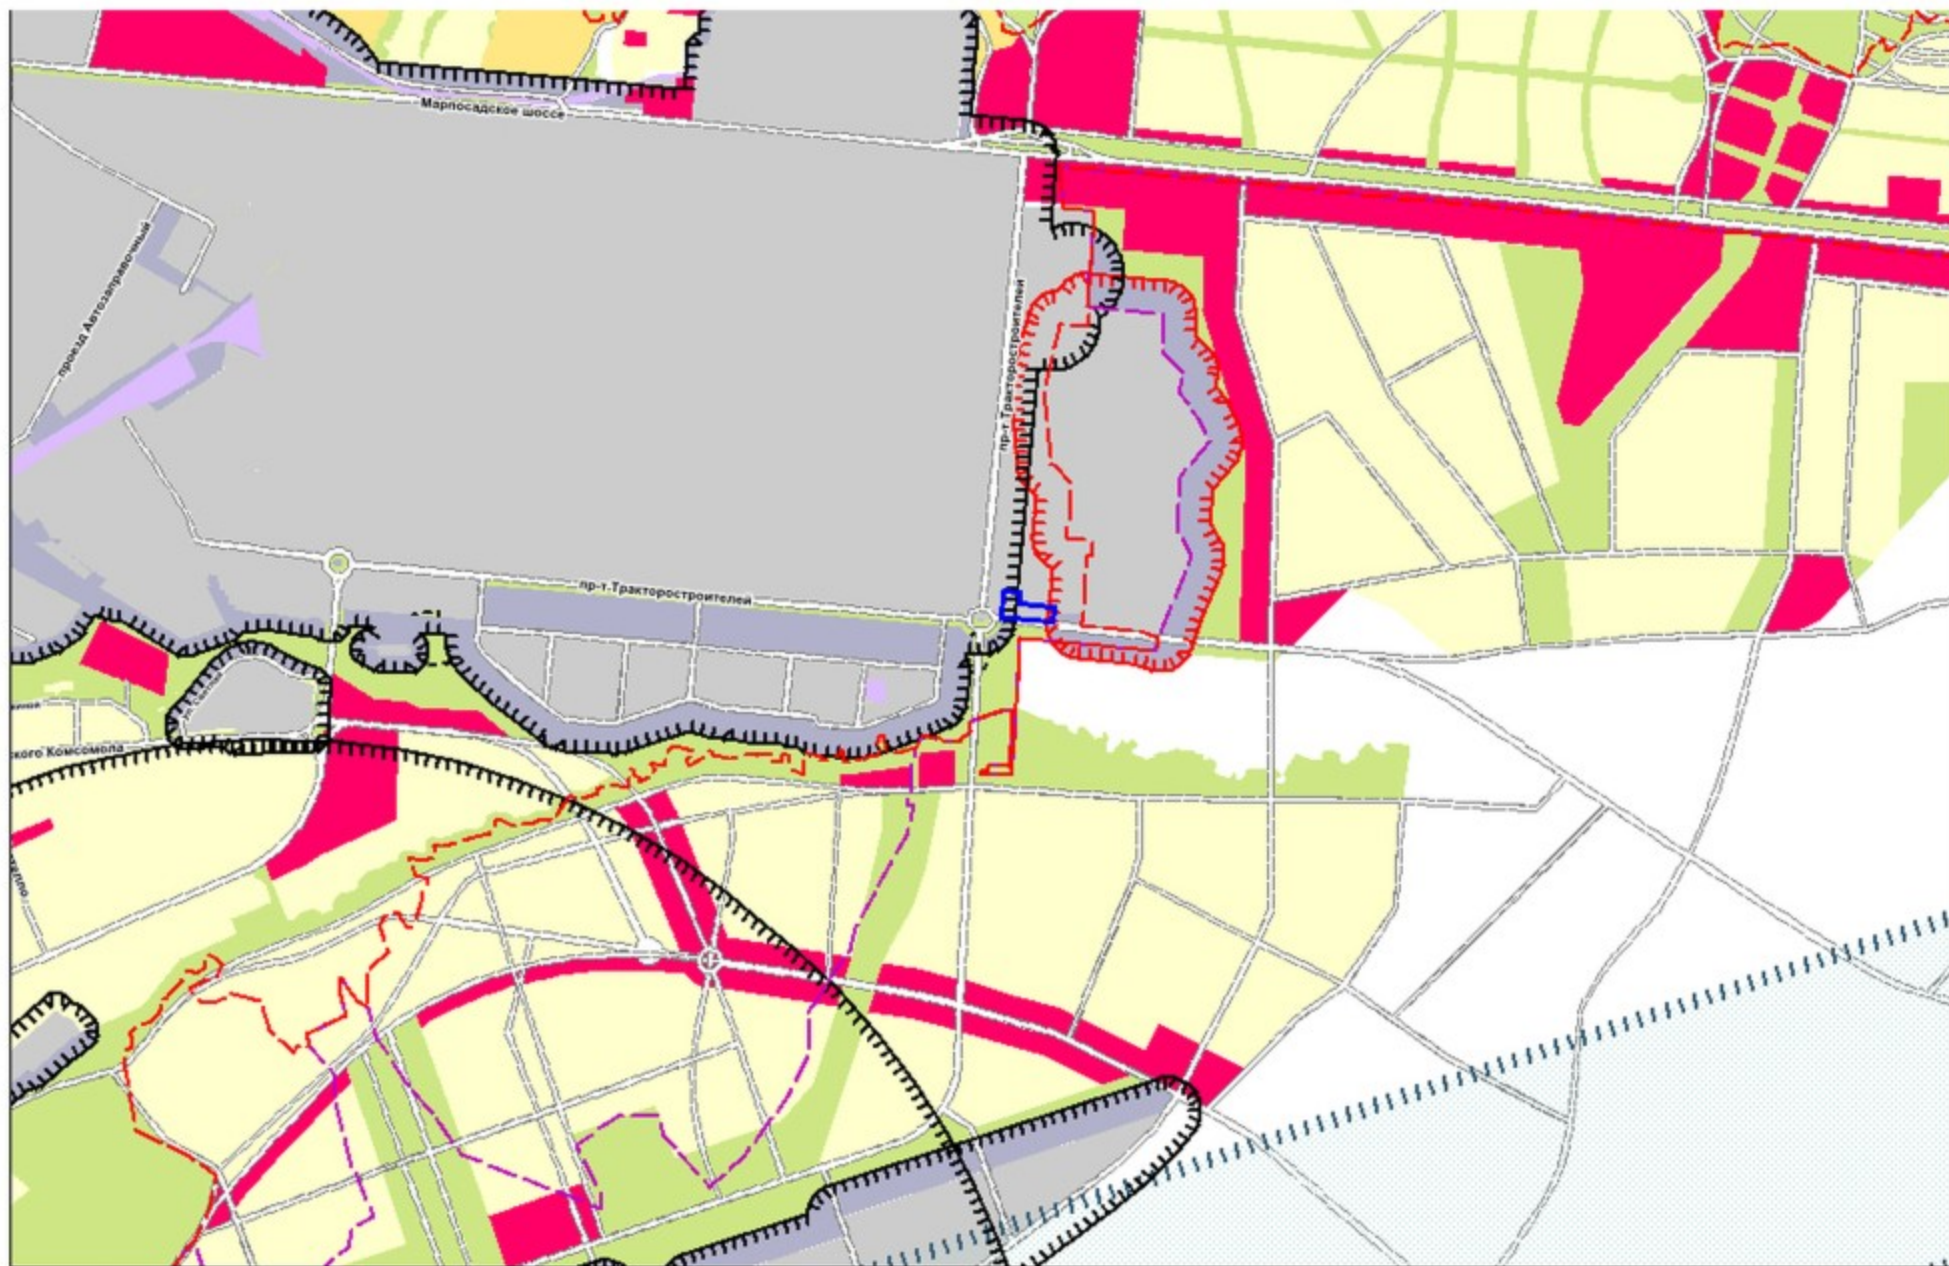 Марпосадское шоссе
проезд Автозаправочный
пр-т Тракторостроителей
пр-т Тракторостроителей
ского Комсомола